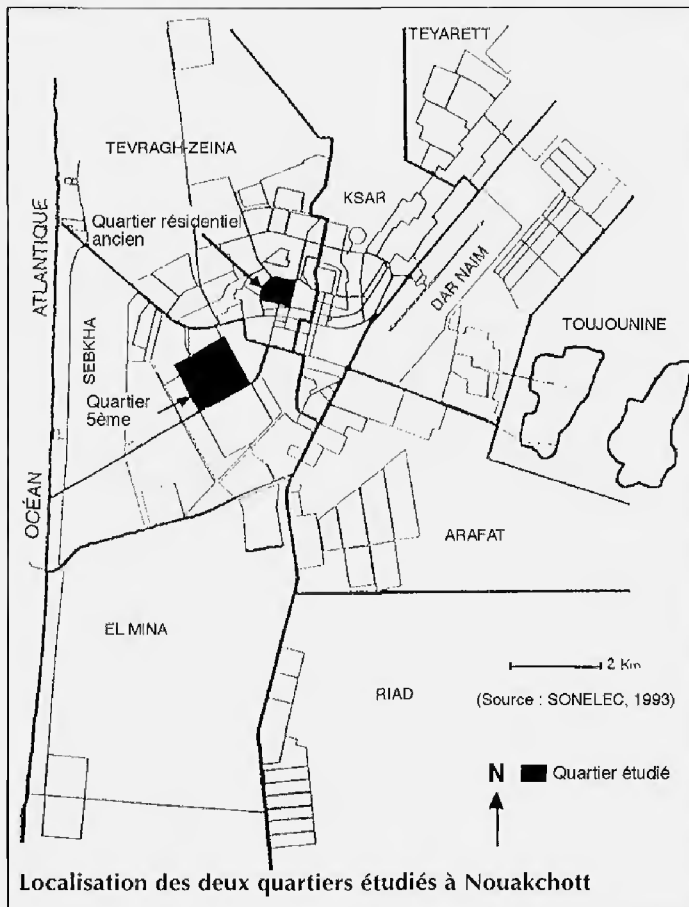 TEYARETT
TEVRAGH-ZEINA
KSAR
Quartier résidentiel
ancien
ATLANTIQUE
DAR NAIM
TOUJOUNINE
SEBKHA
Quartier
5ème
OCÉAN
ARAFAT
EL MINA
2 Km
RIAD
(Source : SONELEC, 1993)
N
Quartier étudié
Localisation des deux quartiers étudiés à Nouakchott